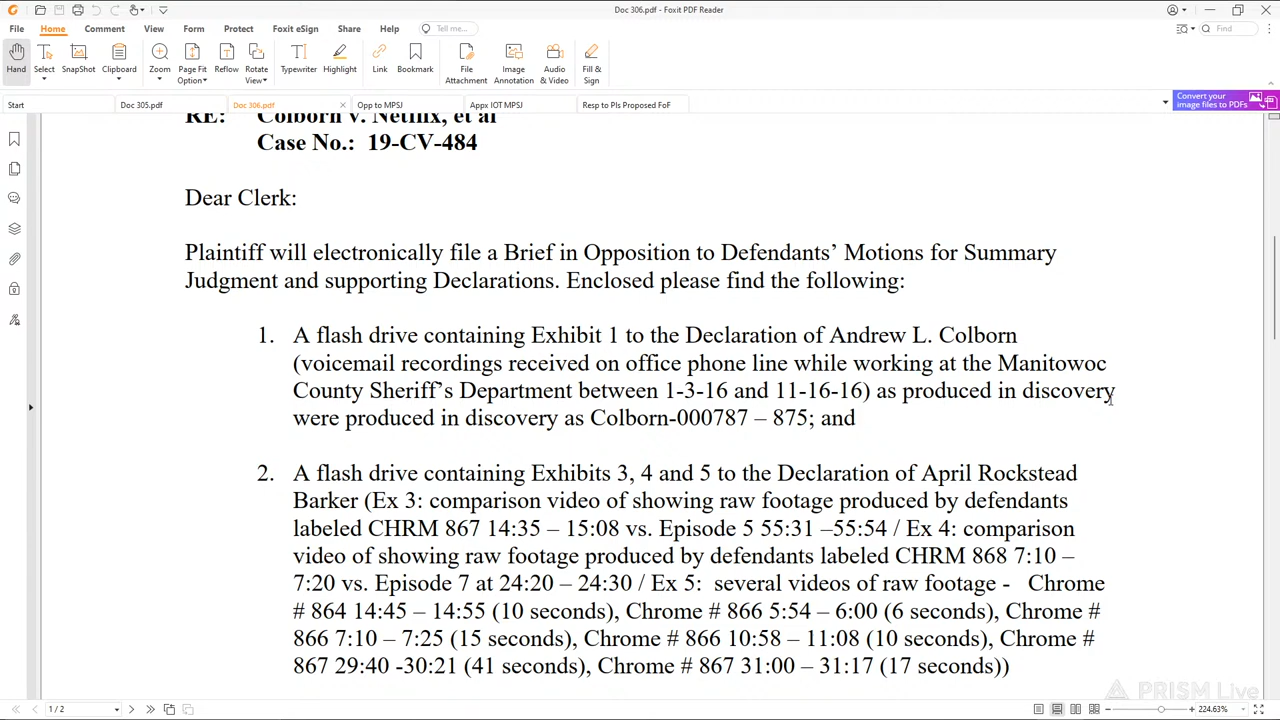 Doc 306.pdf - Foxit PDF Reader
File Home Comment View Form Protect Foxit eSign Share Help Tell me... Find
Hand Select SnapShot Clipboard Zoom Page Fit Option Reflow Rotate View Typewriter Highlight Link Bookmark File Attachment Image Annotation Audio & Video Fill & Sign
Start Doc 305.pdf Doc 306.pdf Opp to MPSJ Appx IOT MPSJ Resp to Pls Proposed FoF
Convert your
image files to PDFs
RE: Colborn v. Netflix, et al
Case No.: 19-CV-484
Dear Clerk:
Plaintiff will electronically file a Brief in Opposition to Defendants’ Motions for Summary
Judgment and supporting Declarations. Enclosed please find the following:
1. A flash drive containing Exhibit 1 to the Declaration of Andrew L. Colborn
(voicemail recordings received on office phone line while working at the Manitowoc
County Sheriff’s Department between 1-3-16 and 11-16-16) as produced in discovery
were produced in discovery as Colborn-000787 – 875; and
2. A flash drive containing Exhibits 3, 4 and 5 to the Declaration of April Rockstead
Barker (Ex 3: comparison video of showing raw footage produced by defendants
labeled CHRM 867 14:35 – 15:08 vs. Episode 5 55:31 –55:54 / Ex 4: comparison
video of showing raw footage produced by defendants labeled CHRM 868 7:10 –
7:20 vs. Episode 7 at 24:20 – 24:30 / Ex 5: several videos of raw footage - Chrome
# 864 14:45 – 14:55 (10 seconds), Chrome # 866 5:54 – 6:00 (6 seconds), Chrome #
866 7:10 – 7:25 (15 seconds), Chrome # 866 10:58 – 11:08 (10 seconds), Chrome #
867 29:40 -30:21 (41 seconds), Chrome # 867 31:00 – 31:17 (17 seconds))
PRISM Live
1 / 2 224.63%